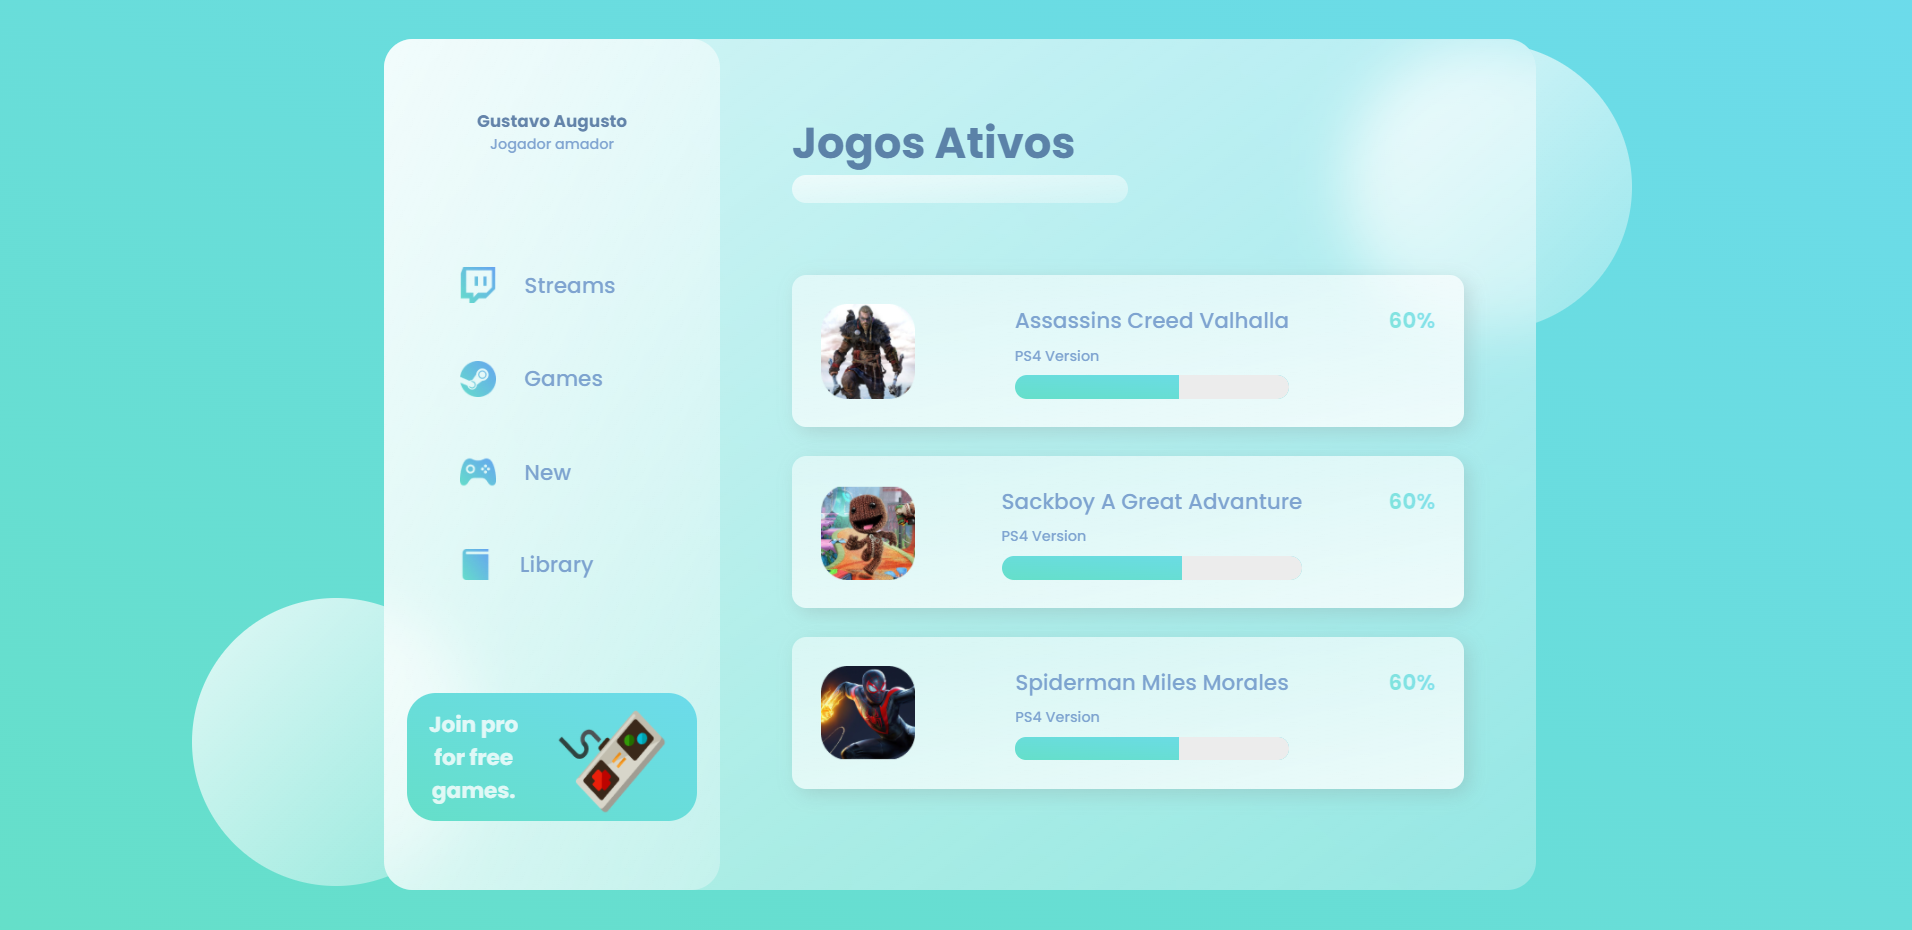 Gustavo Augusto
Jogador amador
Streams
Games
New
Library
Join pro
for free
games.
Jogos Ativos
Assassins Creed Valhalla
60%
PS4 Version
Sackboy A Great Advanture
60%
PS4 Version
Spiderman Miles Morales
60%
PS4 Version